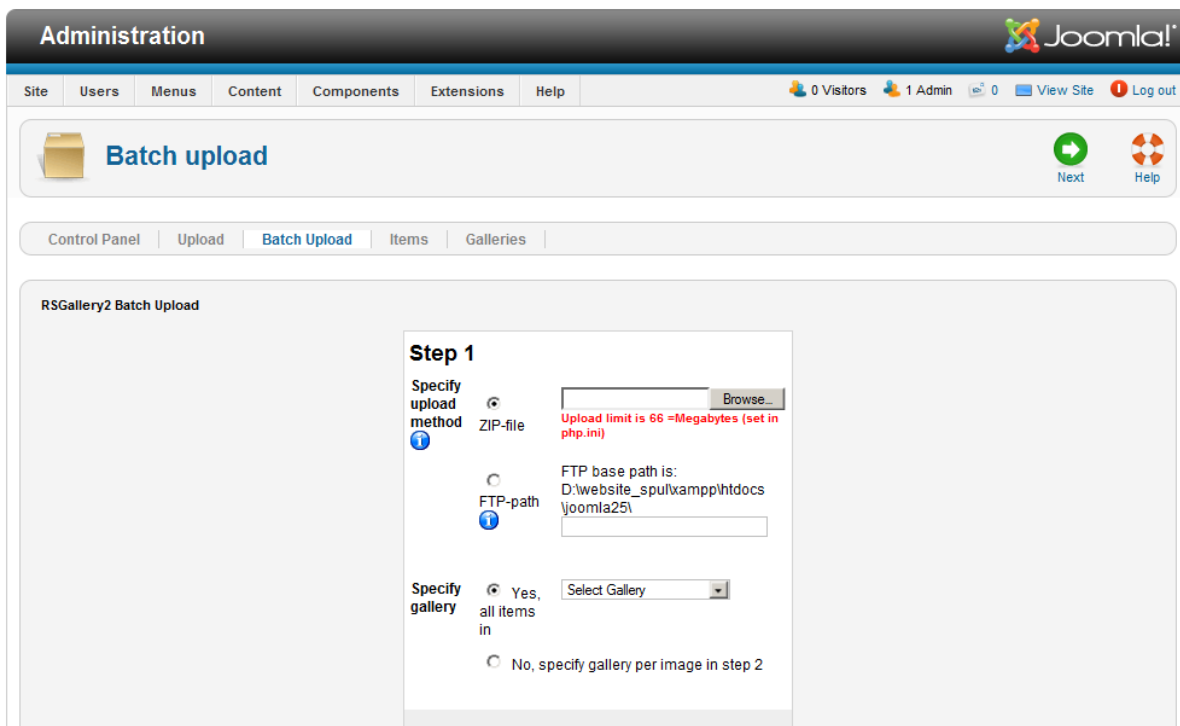 Administration
Joomla!
Site Users Menus Content Components Extensions Help 0 Visitors 1 Admin 0 View Site Log out
Batch upload
Next Help
Control Panel Upload Batch Upload Items Galleries
RSGallery2 Batch Upload
Step 1
Specify
upload
method
ZIP-file
Browse...
Upload limit is 66 =Megabytes (set in
php.ini)
FTP-path
FTP base path is:
D:\website_spul\xampp\htdocs
\joomla25\
Specify
gallery
Yes,
all items
in
Select Gallery
No, specify gallery per image in step 2